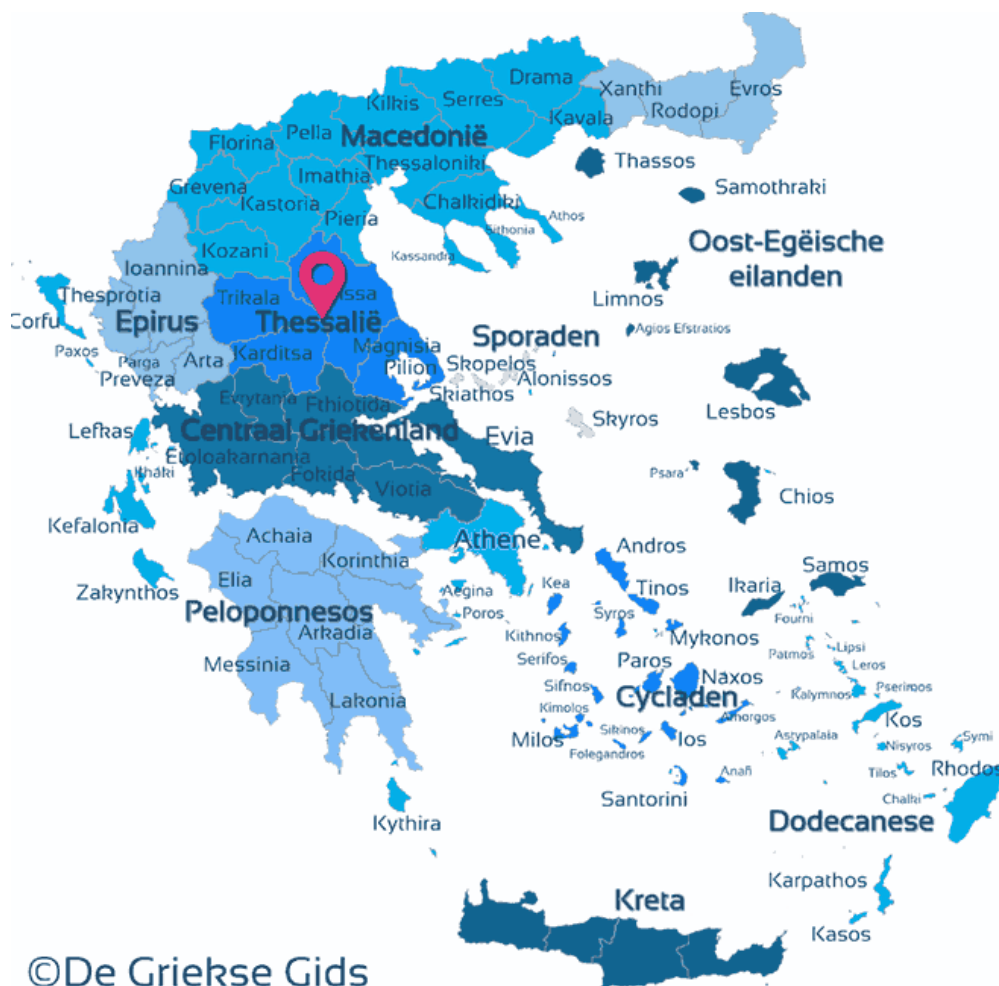 Drama
Xanthi
Evros
Kilkis
Serres
Rodopi
Kavala
Pella
Macedonië
Florina
Thessaloniki
Thassos
Imathia
Grevena
Samothraki
Kastoria
Chalkidiki
Pierra
Athos
Sithonia
Kozani
Oost-Egëische
eilanden
Kassandra
Ioannina
Thesprotia
Trikala
issa
Limnos
Corfu
Epirus
Thessalië
Agios Efstratios
Sporaden
Paxos
Parga
Arta
Karditsa
Magnisia
Preveza
Pilion
Skopelos
Alonissos
Skiathos
Evrytania
Fthiotida
Lesbos
Skyros
Lefkas
Centraal Griekenland
Evia
Etoloakarnania
Ithaki
Fokida
Psara
Viotia
Chios
Kefalonia
Achaia
Athene
Andros
Korinthia
Samos
Elia
Zakynthos
Aegina
Kea
Tinos
Ikaria
Peloponnesos
Poros
Syros
Fourni
Arkadia
Kithnos
Mykonos
Lipsi
Patmos
Messinia
Serifos
Paros
Leros
Naxos
Sifnos
Cycladen
Kalymnos
Pserimos
Lakonia
Kimolos
Amorgos
Kos
Milos
Sikinos
Ios
Astypalaia
Nisyros
Symi
Folegandros
Anafi
Tilos
Rhodos
Santorini
Chalki
Kythira
Dodecanese
Karpathos
Kreta
Kasos
©De Griekse Gids